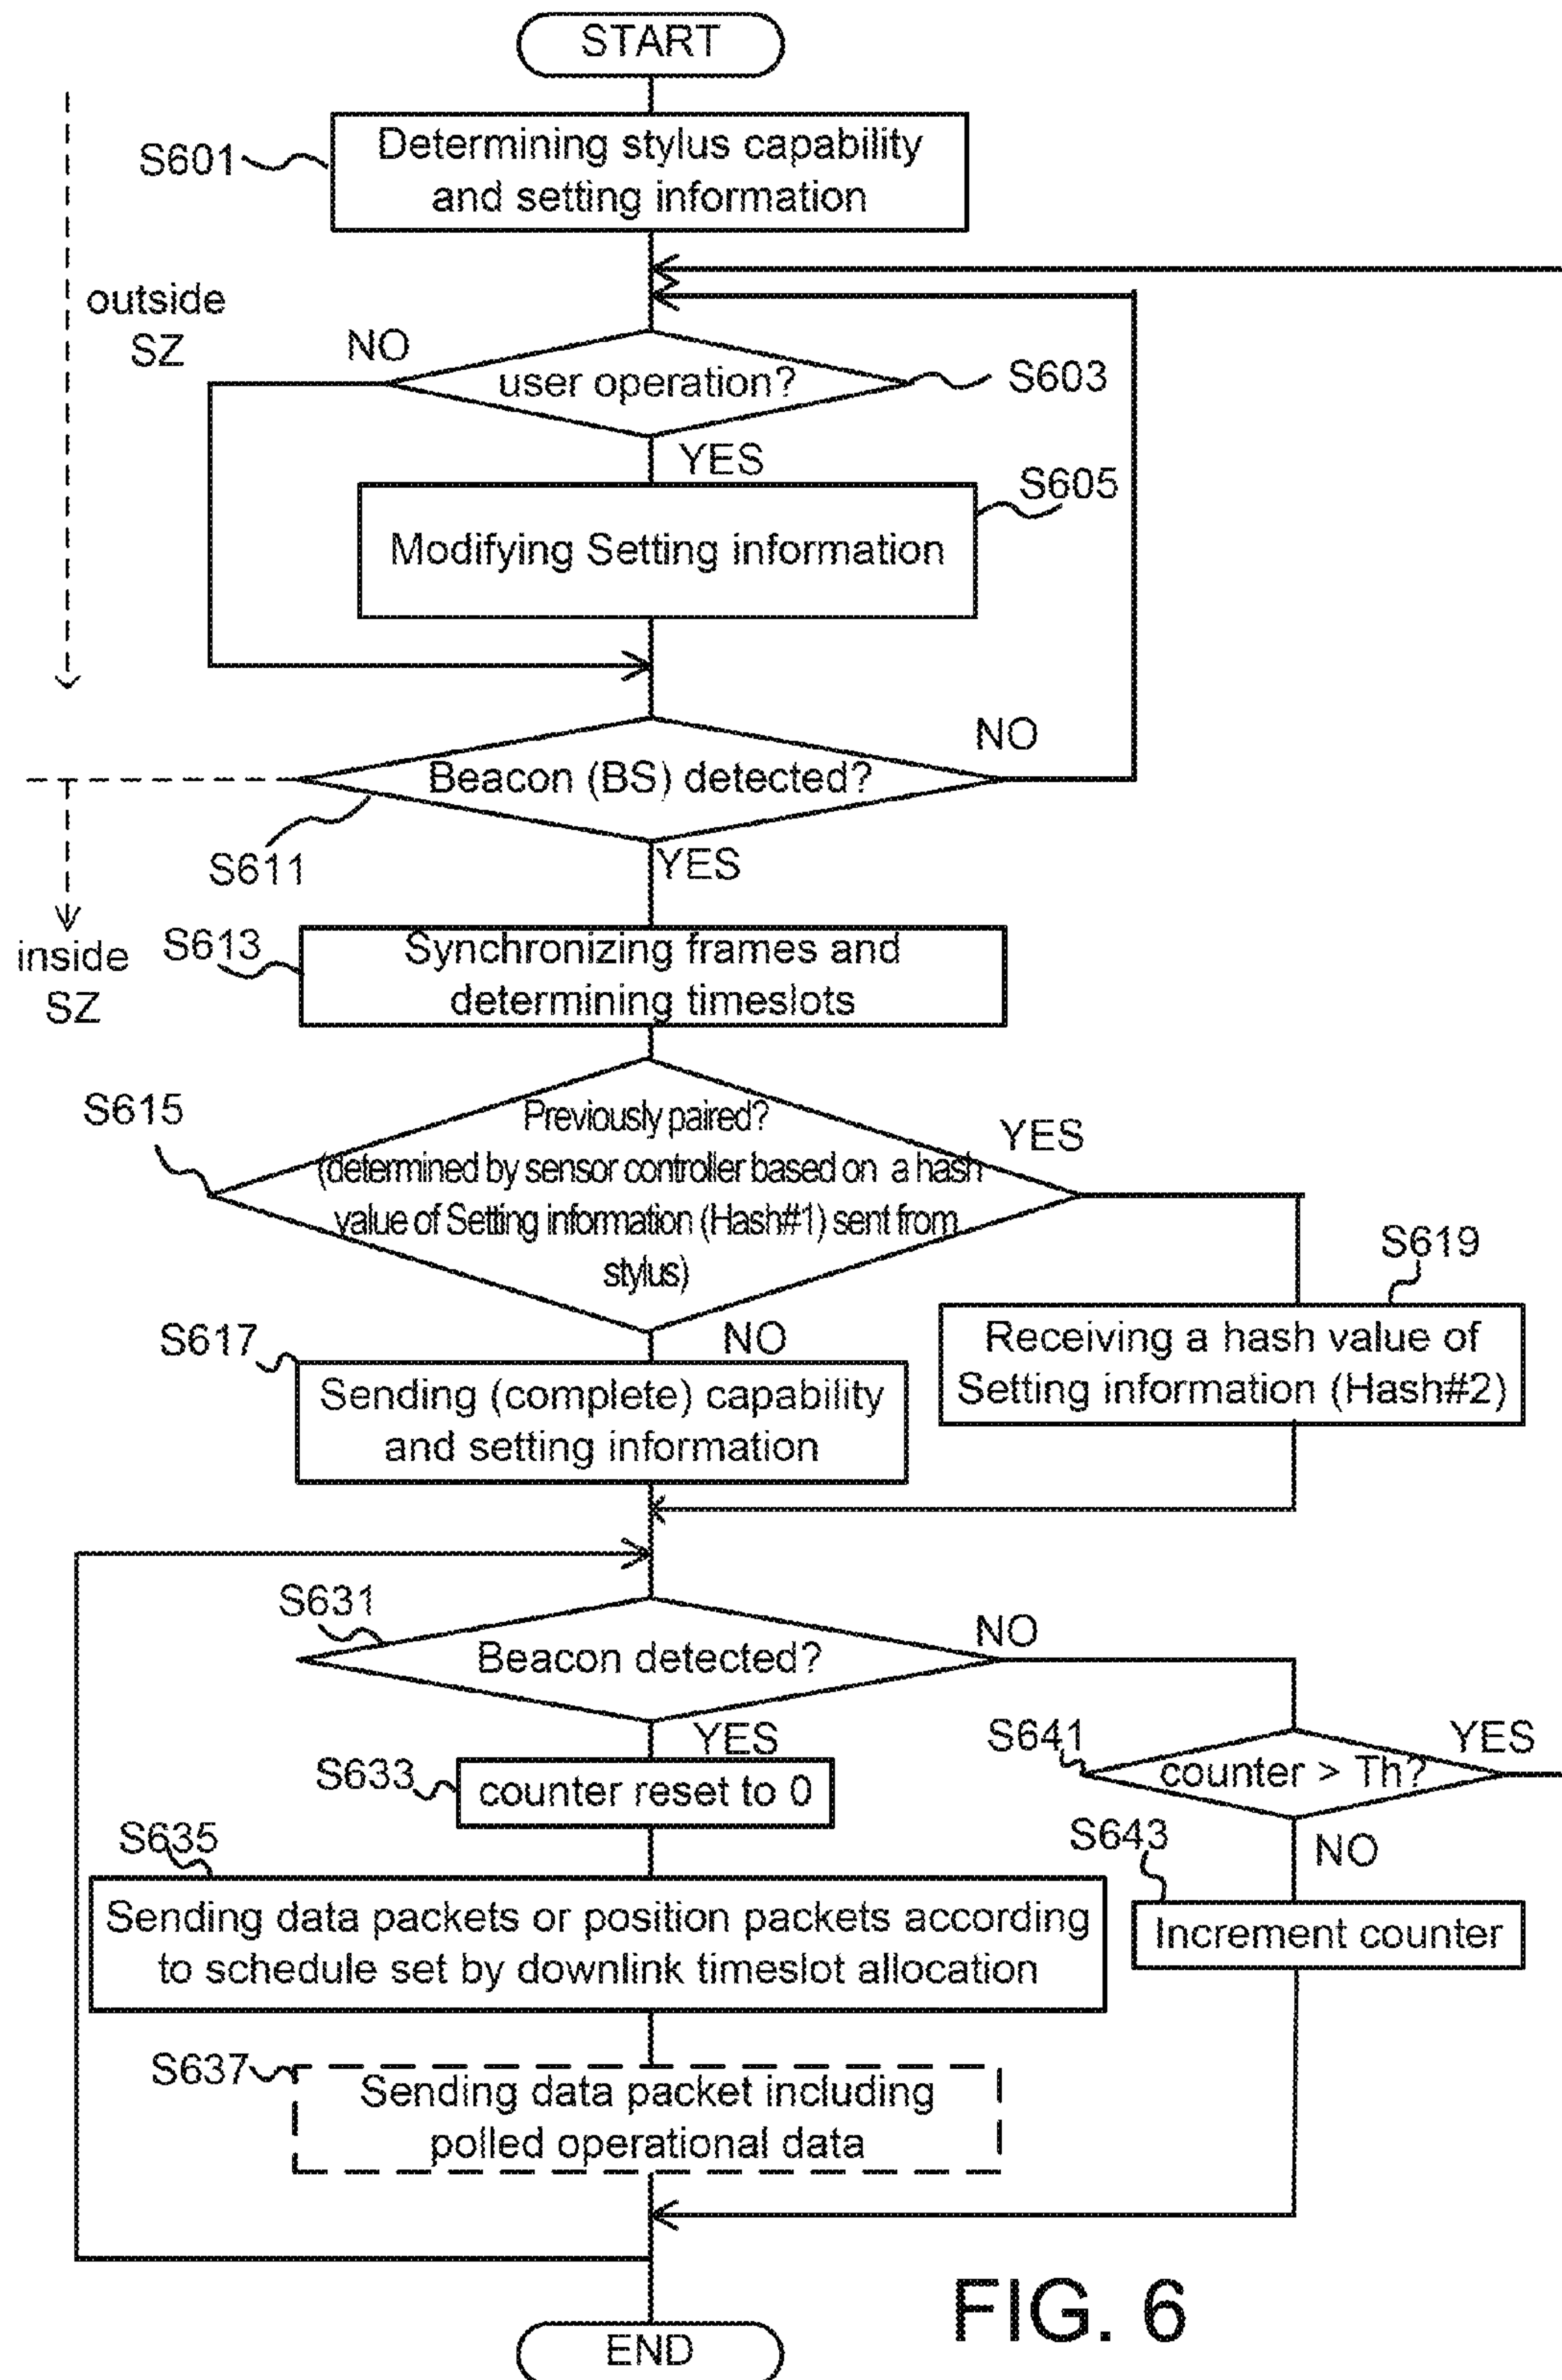 START
S601
Determining stylus capability
and setting information
outside
SZ
NO
user operation?
S603
YES
S605
Modifying Setting information
NO
Beacon (BS) detected?
S611
YES
inside
SZ
S613
Synchronizing frames and
determining timeslots
S615
Previously paired?
(determined by sensor controller based on a hash
value of Setting information (Hash#1) sent from
stylus)
YES
S619
Receiving a hash value of
Setting information (Hash#2)
S617
NO
Sending (complete) capability
and setting information
S631
Beacon detected?
NO
YES
S633
counter reset to 0
S641
counter > Th?
YES
S643
NO
Increment counter
S635
Sending data packets or position packets according
to schedule set by downlink timeslot allocation
S637
Sending data packet including
polled operational data
END
FIG. 6